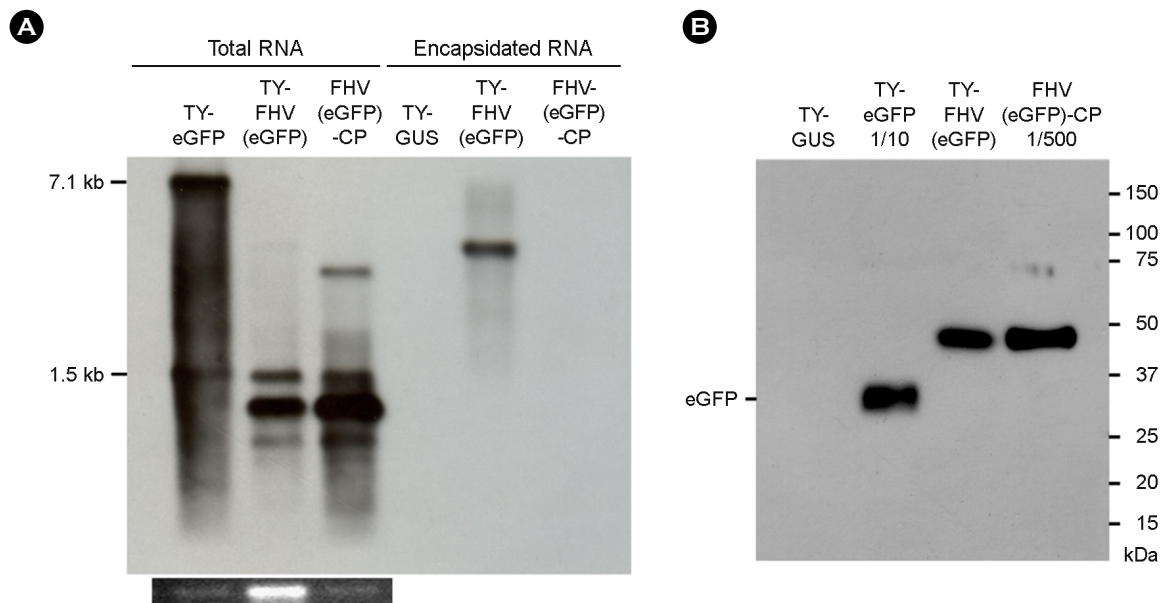 A
Total RNA
Encapsidated RNA
TY-
eGFP
TY-
FHV
(eGFP)
FHV
(eGFP)
-CP
TY-
GUS
TY-
FHV
(eGFP)
FHV-
(eGFP)
-CP
7.1 kb
1.5 kb
B
TY-
GUS
TY-
eGFP
1/10
TY-
FHV
(eGFP)
FHV
(eGFP)-CP
1/500
eGFP
150
100
75
50
37
25
20
15
kDa